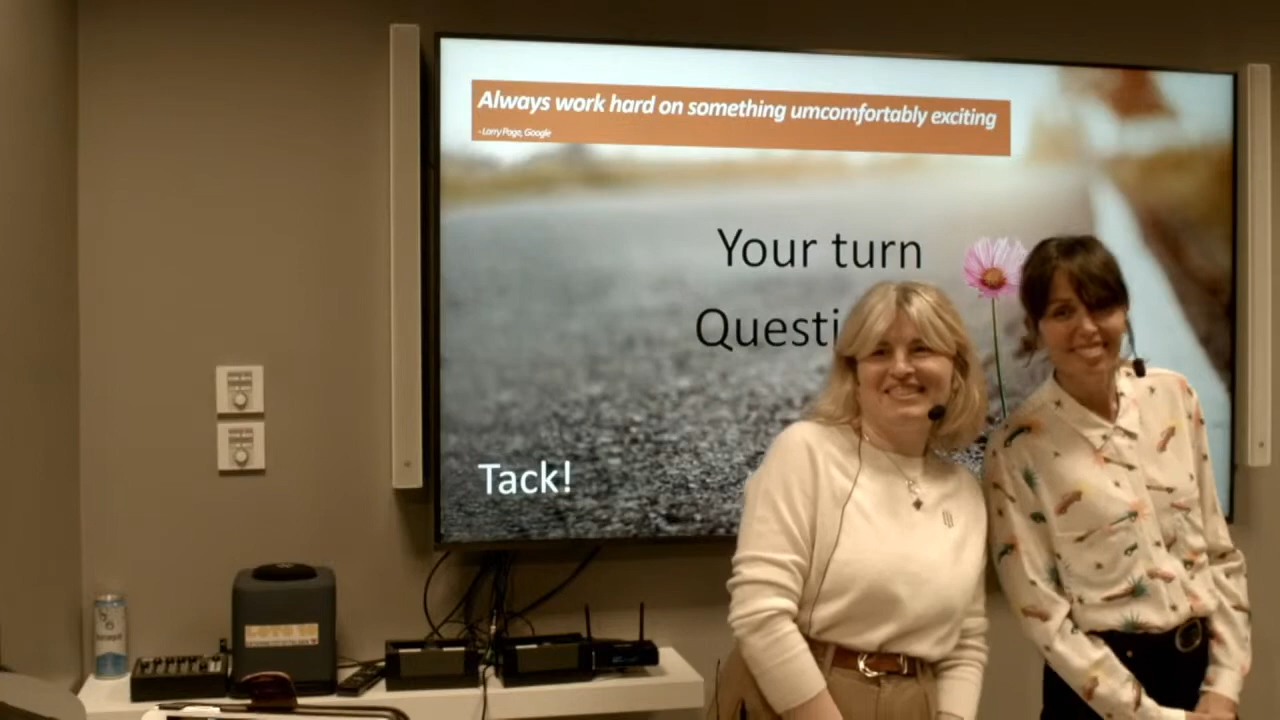 Always work hard on something umcomfortably exciting
- Larry Page, Google
Your turn
Questi
Tack!